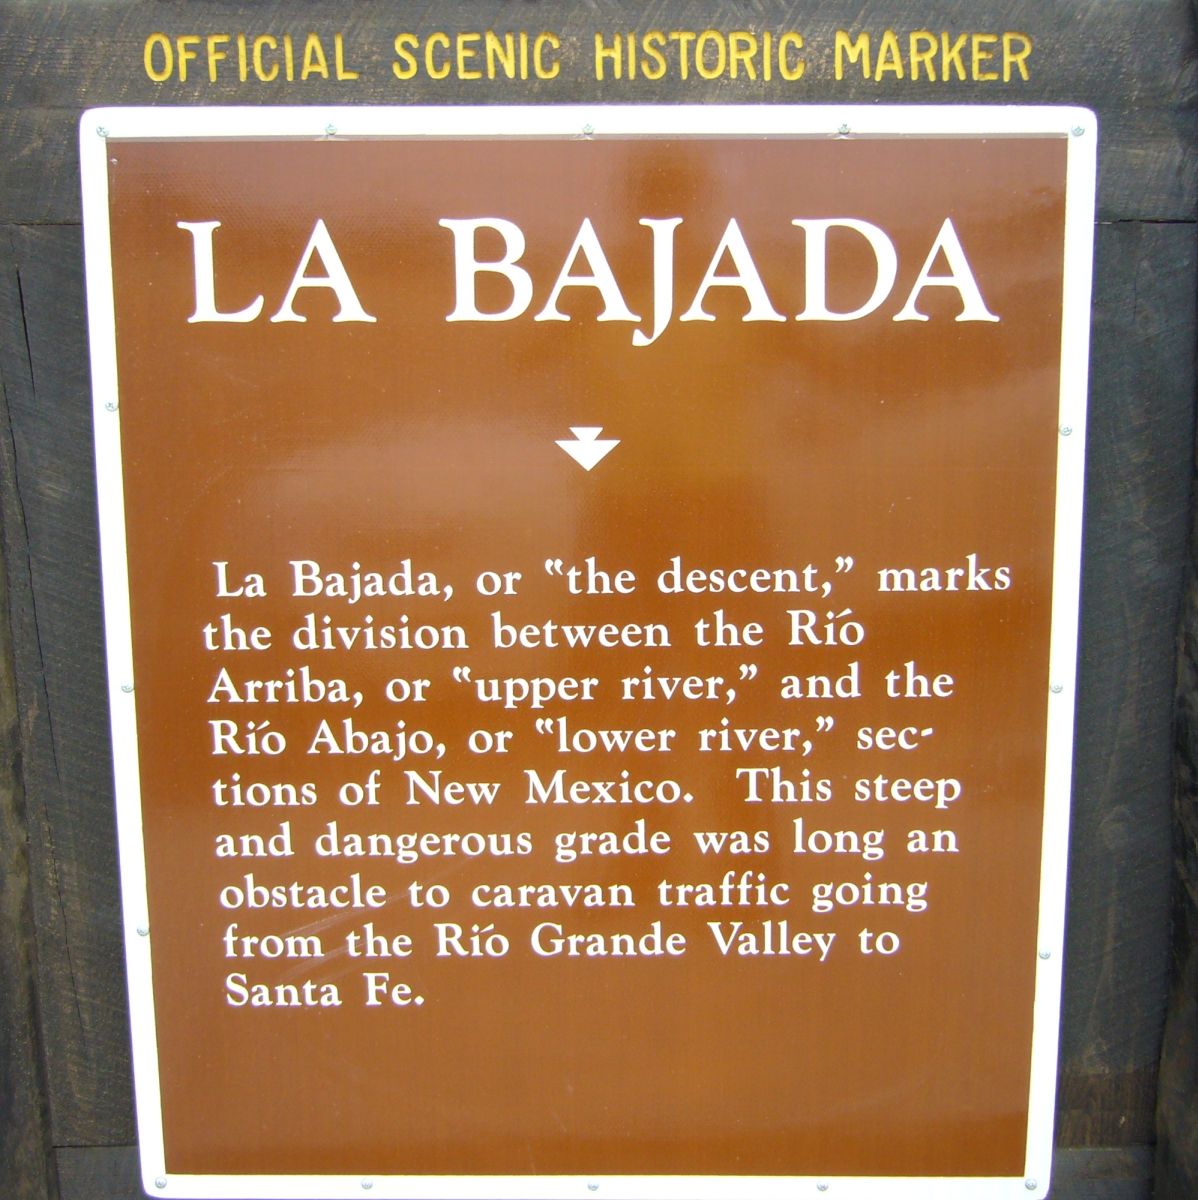 OFFICIAL SCENIC HISTORIC MARKER
LA BAJADA
La Bajada, or “the descent,” marks
the division between the Río
Arriba, or “upper river,” and the
Río Abajo, or “lower river,” sec-
tions of New Mexico. This steep
and dangerous grade was long an
obstacle to caravan traffic going
from the Río Grande Valley to
Santa Fe.